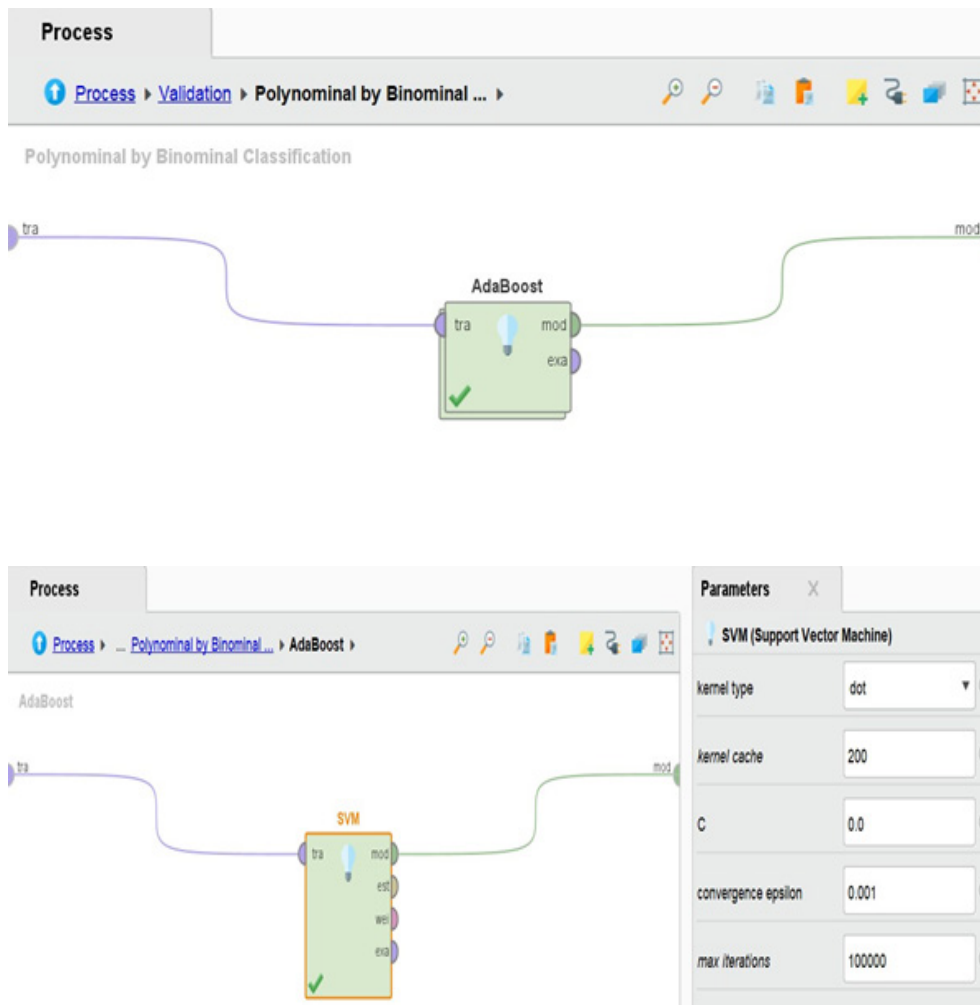 Process
Process ▸ Validation ▸ Polynominal by Binominal ... ▸
Polynominal by Binominal Classification
tra
mod
AdaBoost
tra mod
exa
Process
Parameters X
Process ▸ ... Polynominal by Binominal ... ▸ AdaBoost ▸
SVM (Support Vector Machine)
AdaBoost
kernel type dot
kernel cache 200
tra
mod
SVM
tra mod
est
wei
exa
C 0.0
convergence epsilon 0.001
max iterations 100000